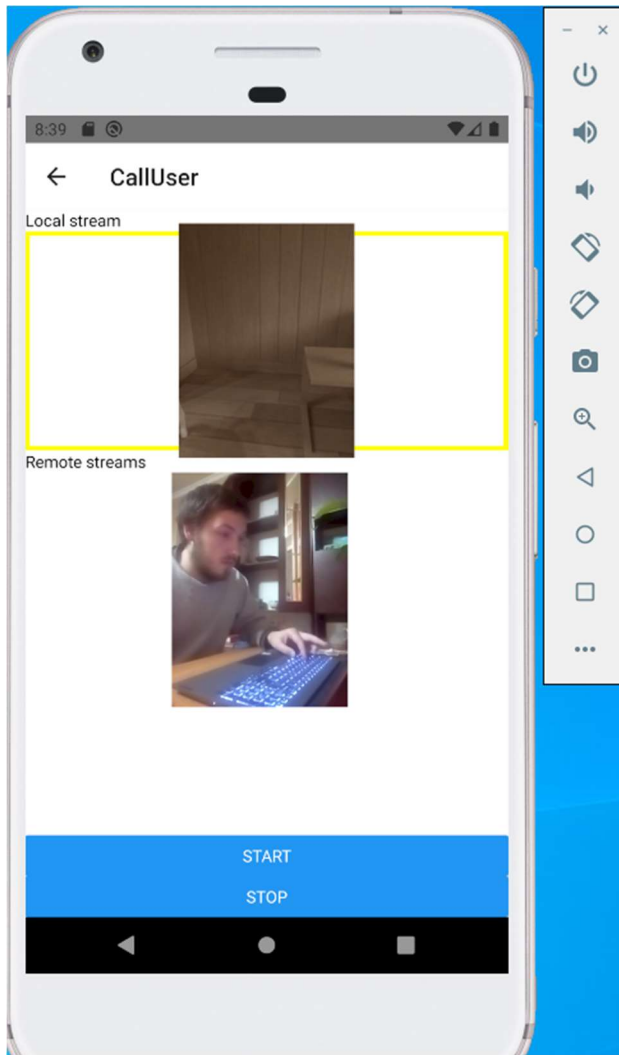 8:39
CallUser
Local stream
Remote streams
START
STOP